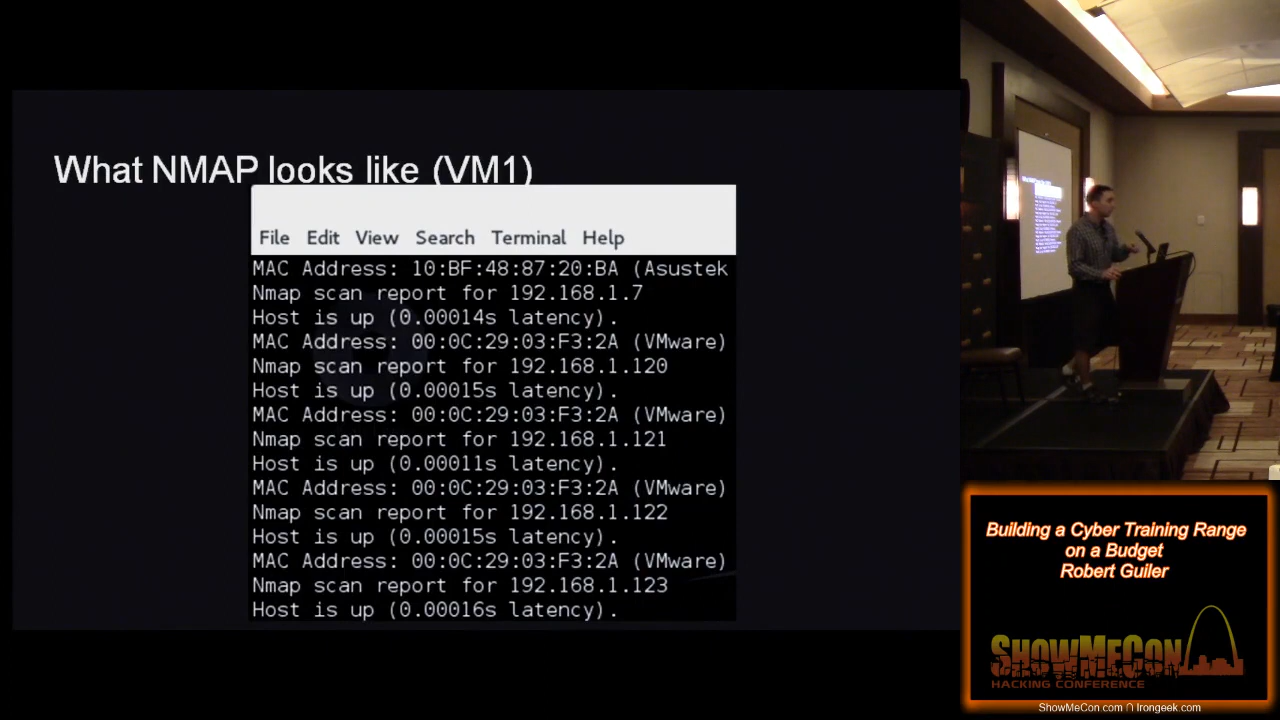 What NMAP looks like (VM1)
File Edit View Search Terminal Help
MAC Address: 10:BF:48:87:20:BA (Asustek
Nmap scan report for 192.168.1.7
Host is up (0.00014s latency).
MAC Address: 00:0C:29:03:F3:2A (VMware)
Nmap scan report for 192.168.1.120
Host is up (0.00015s latency).
MAC Address: 00:0C:29:03:F3:2A (VMware)
Nmap scan report for 192.168.1.121
Host is up (0.00011s latency).
MAC Address: 00:0C:29:03:F3:2A (VMware)
Nmap scan report for 192.168.1.122
Host is up (0.00015s latency).
MAC Address: 00:0C:29:03:F3:2A (VMware)
Nmap scan report for 192.168.1.123
Host is up (0.00016s latency).
Building a Cyber Training Range
on a Budget
Robert Guiler
ShowMeCon
HACKING CONFERENCE
ShowMeCon.com ∩ Irongeek.com